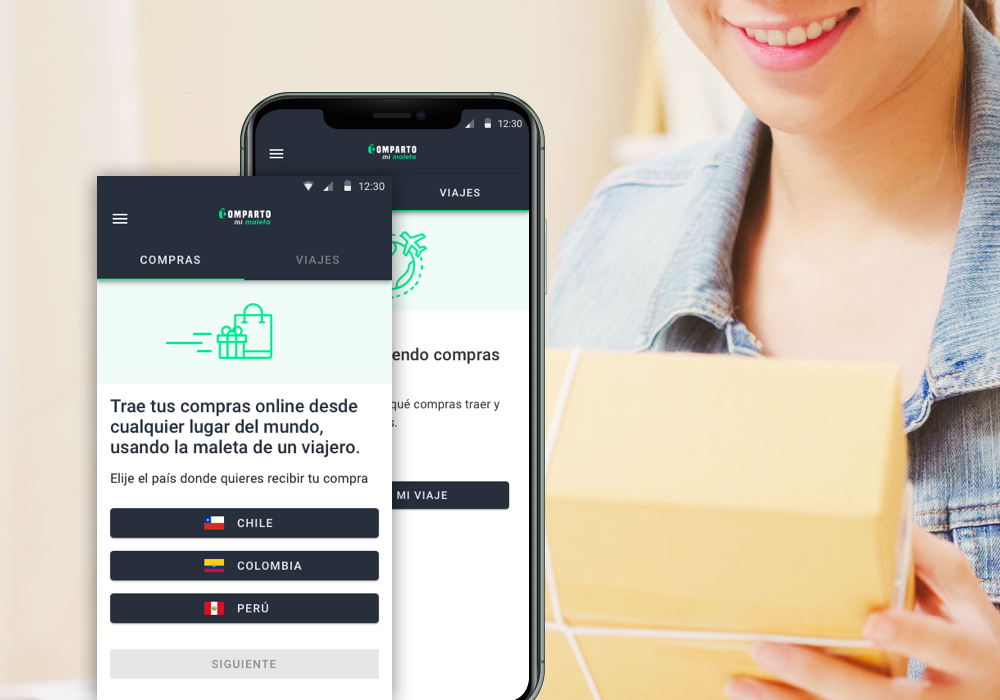 12:30
COMPARTO
mi maleta
VIAJES
endo compras
qué compras traer y
s.
MI VIAJE
12:30
COMPARTO
mi maleta
COMPRAS
VIAJES
Trae tus compras online desde
cualquier lugar del mundo,
usando la maleta de un viajero.
Elije el país donde quieres recibir tu compra
CHILE
COLOMBIA
PERÚ
SIGUIENTE